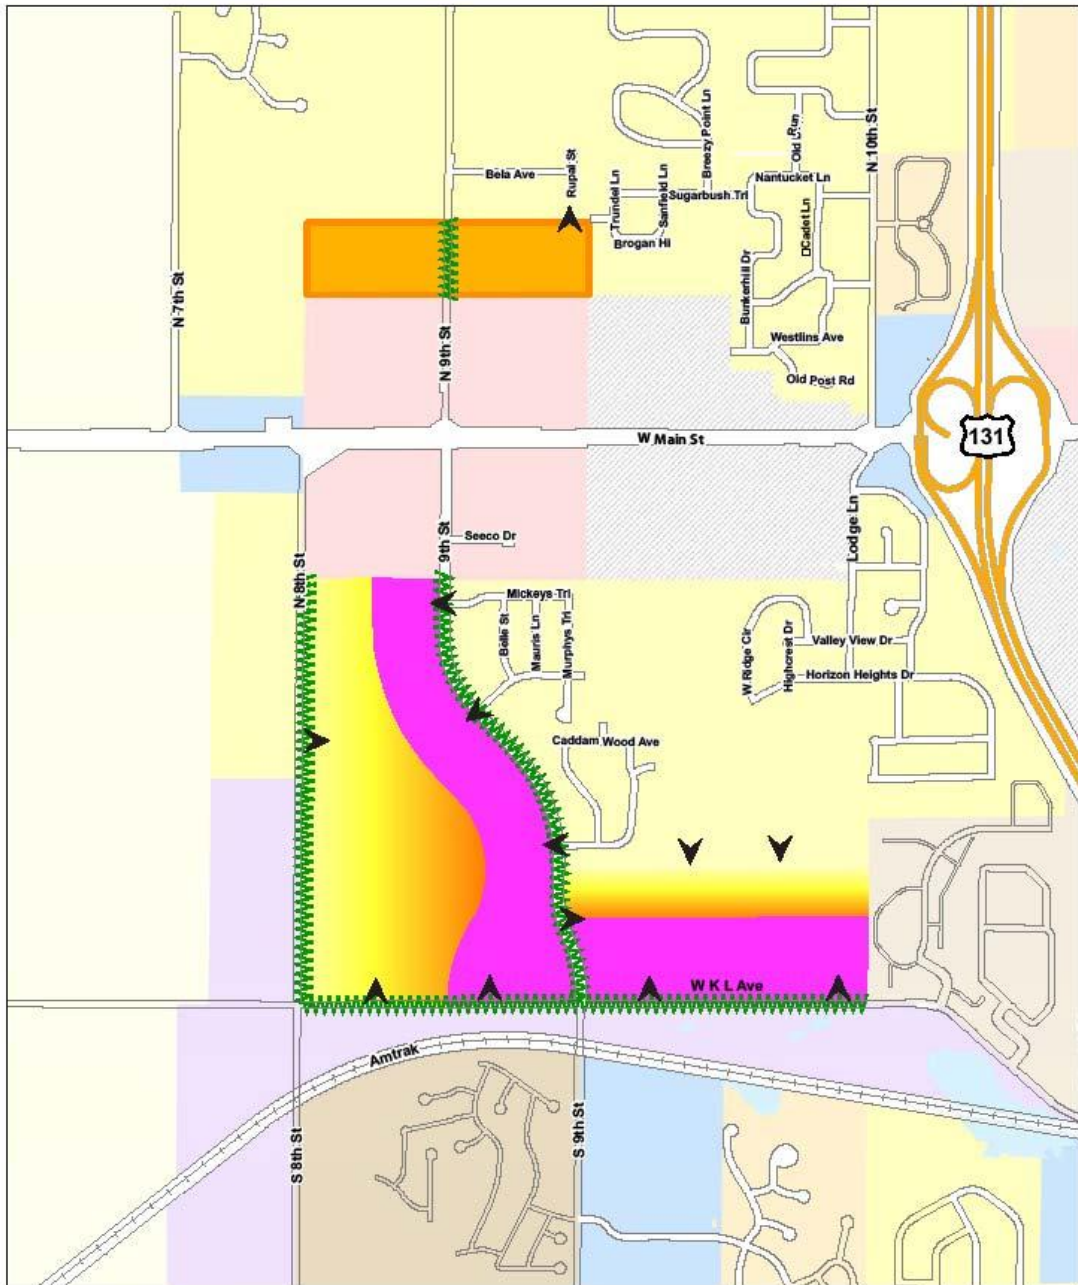 Breezy Point Ln
Old
Run
N 10th St
Rupal St
Bela Ave
Trundel Ln
Sanfield Ln
Sugarbush Trl
Nantucket Ln
Cadet Ln
Brogan Hl
N 7th St
Bunkerhill Dr
N 9th St
Westlins Ave
Old Post Rd
W Main St
131
9th St
Seeco Dr
Lodge Ln
N 8th St
Mickeys Trl
Belle St
Mauris Ln
Murphys Trl
W Ridge Cir
Highcrest Dr
Valley View Dr
Horizon Heights Dr
Caddam Wood Ave
W K L Ave
Amtrak
S 8th St
S 9th St